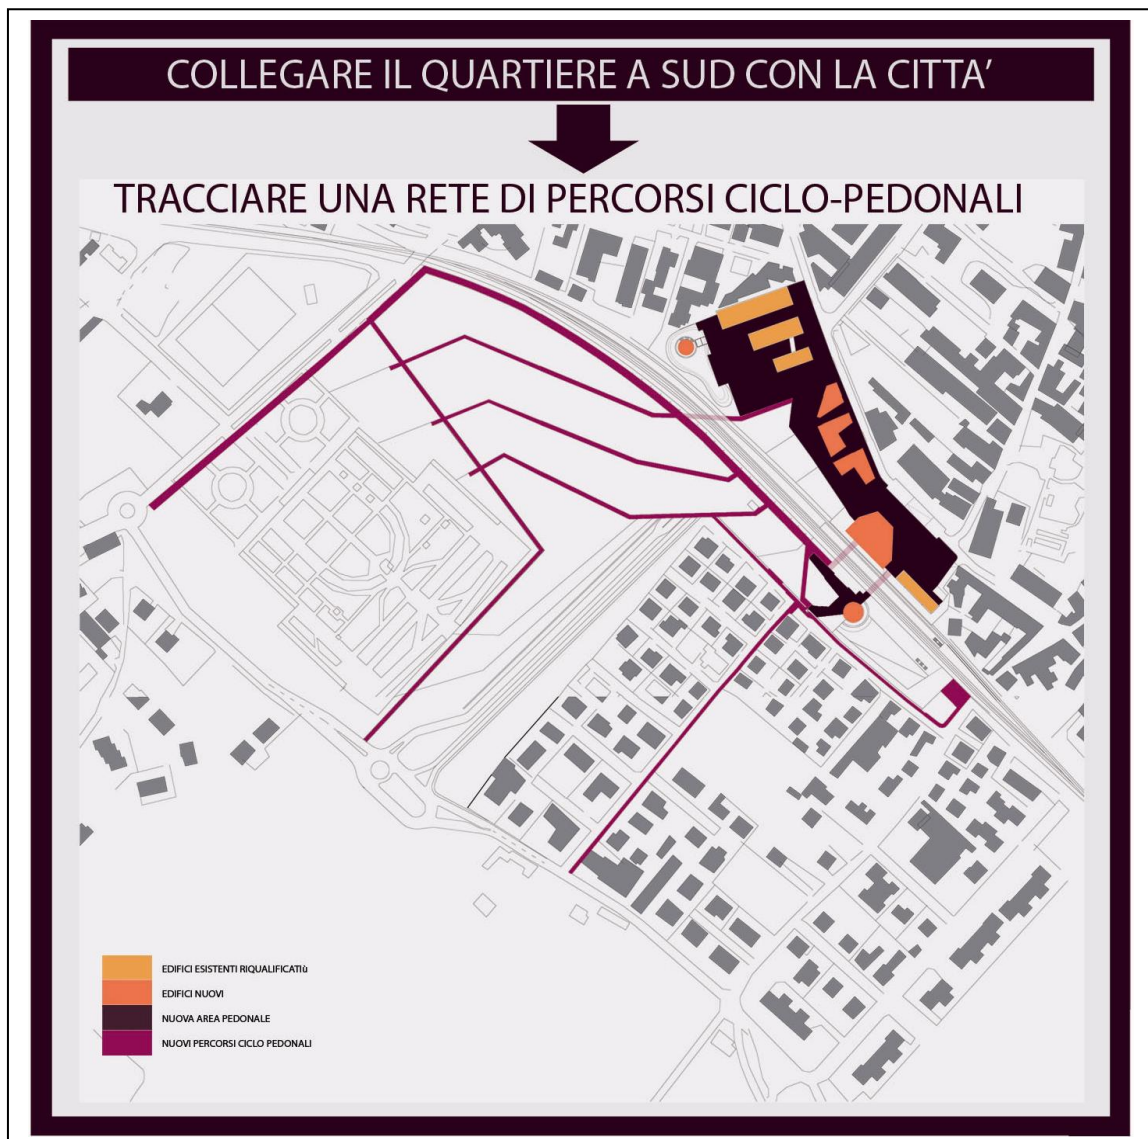 COLLEGARE IL QUARTIERE A SUD CON LA CITTA’
TRACCIARE UNA RETE DI PERCORSI CICLO-PEDONALI
EDIFICI ESISTENTI RIQUALIFICATIù
EDIFICI NUOVI
NUOVA AREA PEDONALE
NUOVI PERCORSI CICLO PEDONALI